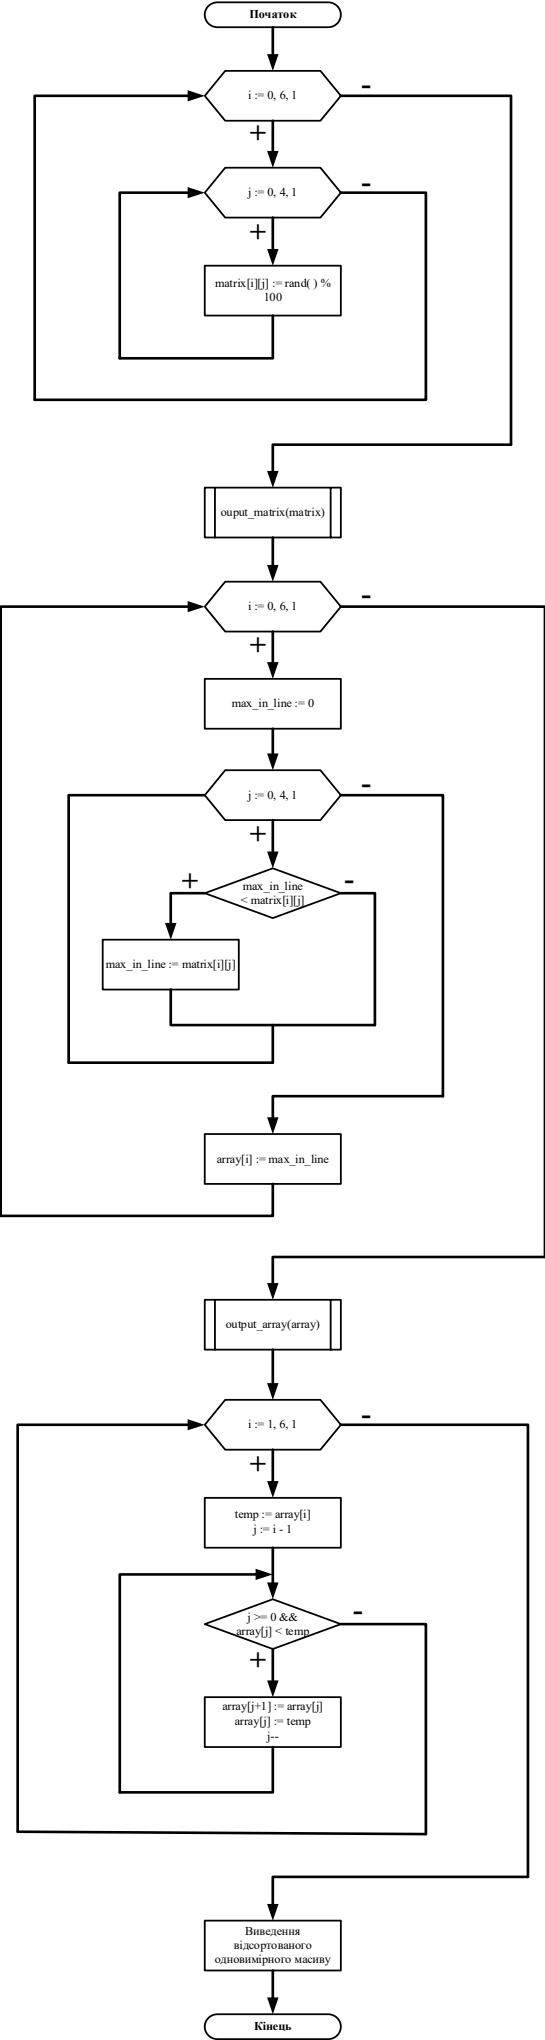 Початок
i := 0, 6, 1
-
+
j := 0, 4, 1
-
+
matrix[i][j] := rand( ) %
100
ouput_matrix(matrix)
i := 0, 6, 1
-
+
max_in_line := 0
j := 0, 4, 1
-
+
max_in_line
< matrix[i][j]
+
-
max_in_line := matrix[i][j]
array[i] := max_in_line
output_array(array)
i := 1, 6, 1
-
+
temp := array[i]
j := i - 1
j >= 0 &&
array[j] < temp
-
+
array[j+1] := array[j]
array[j] := temp
j--
Виведення
відсортованого
одновимірного масиву
Кінець